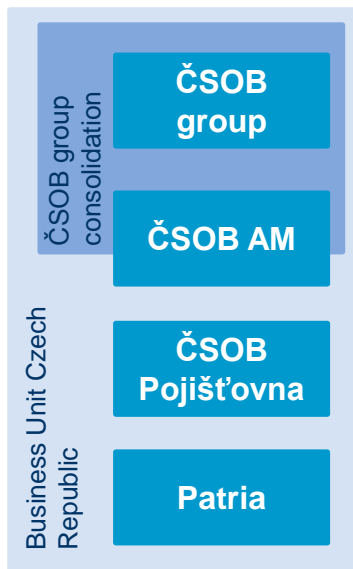 ČSOB group
consolidation
ČSOB
group
ČSOB AM
Business Unit Czech
Republic
ČSOB
Pojišťovna
Patria